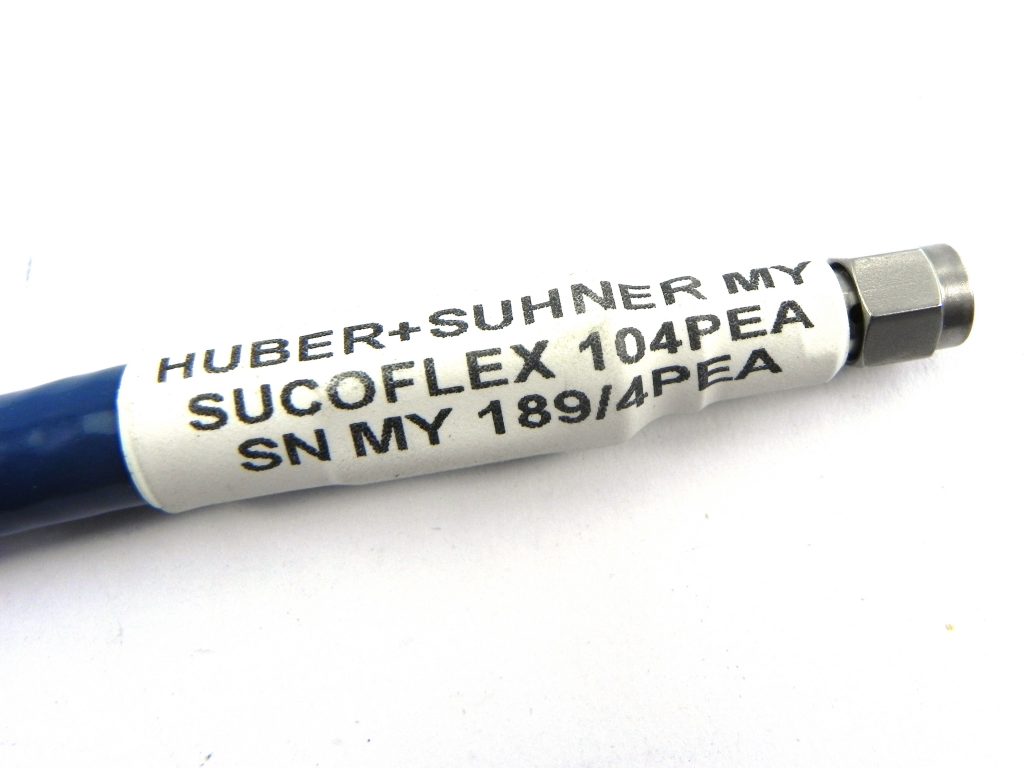 HUBER+SUHNER MY
SUCOFLEX 104PEA
SN MY 189/4PEA